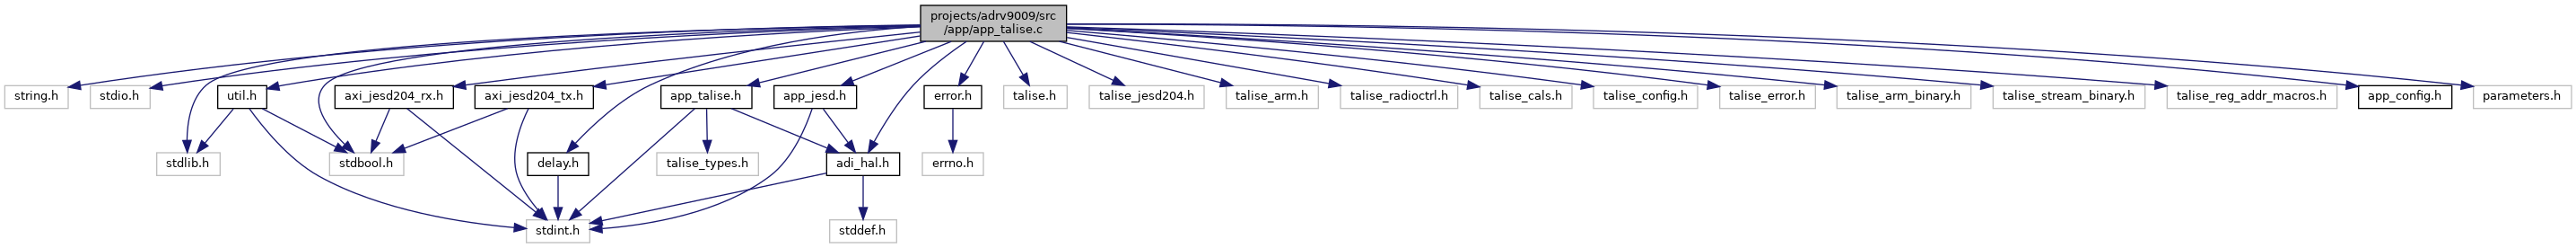 projects/adrv9009/src
/app/app_talise.c
string.h
stdio.h
util.h
axi_jesd204_rx.h
axi_jesd204_tx.h
app_talise.h
app_jesd.h
error.h
talise.h
talise_jesd204.h
talise_arm.h
talise_radioctrl.h
talise_cals.h
talise_config.h
talise_error.h
talise_arm_binary.h
talise_stream_binary.h
talise_reg_addr_macros.h
app_config.h
parameters.h
stdlib.h
stdbool.h
delay.h
talise_types.h
adi_hal.h
errno.h
stdint.h
stddef.h